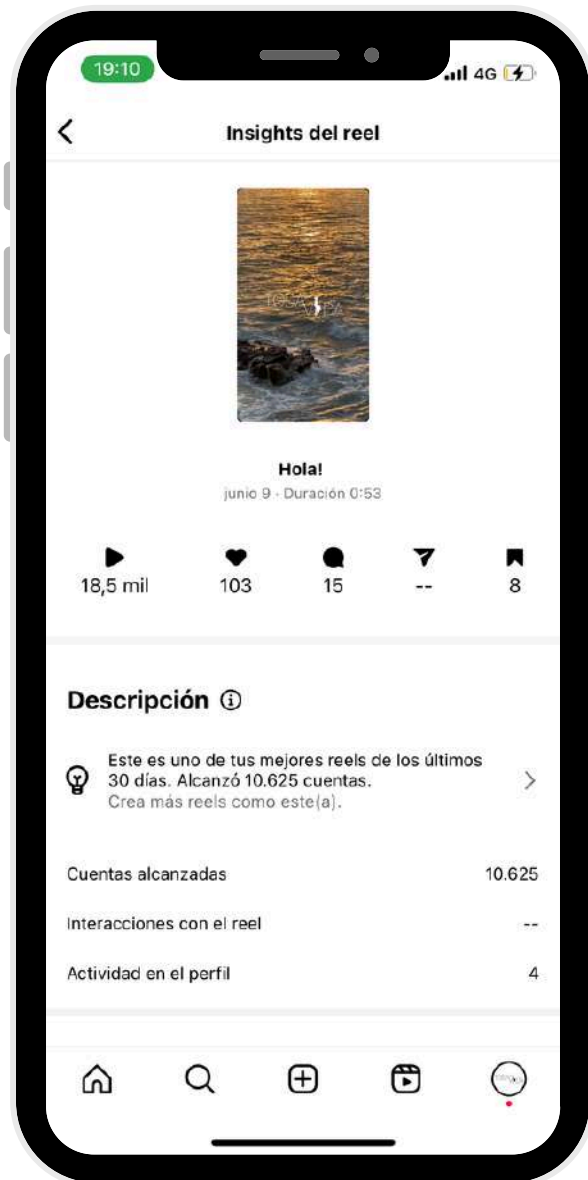 19:10
4G
Insights del reel
Hola!
junio 9 · Duración 0:53
18,5 mil 103 15 -- 8
Descripción
Este es uno de tus mejores reels de los últimos
30 días. Alcanzó 10.625 cuentas.
Crea más reels como este(a).
Cuentas alcanzadas 10.625
Interacciones con el reel --
Actividad en el perfil 4